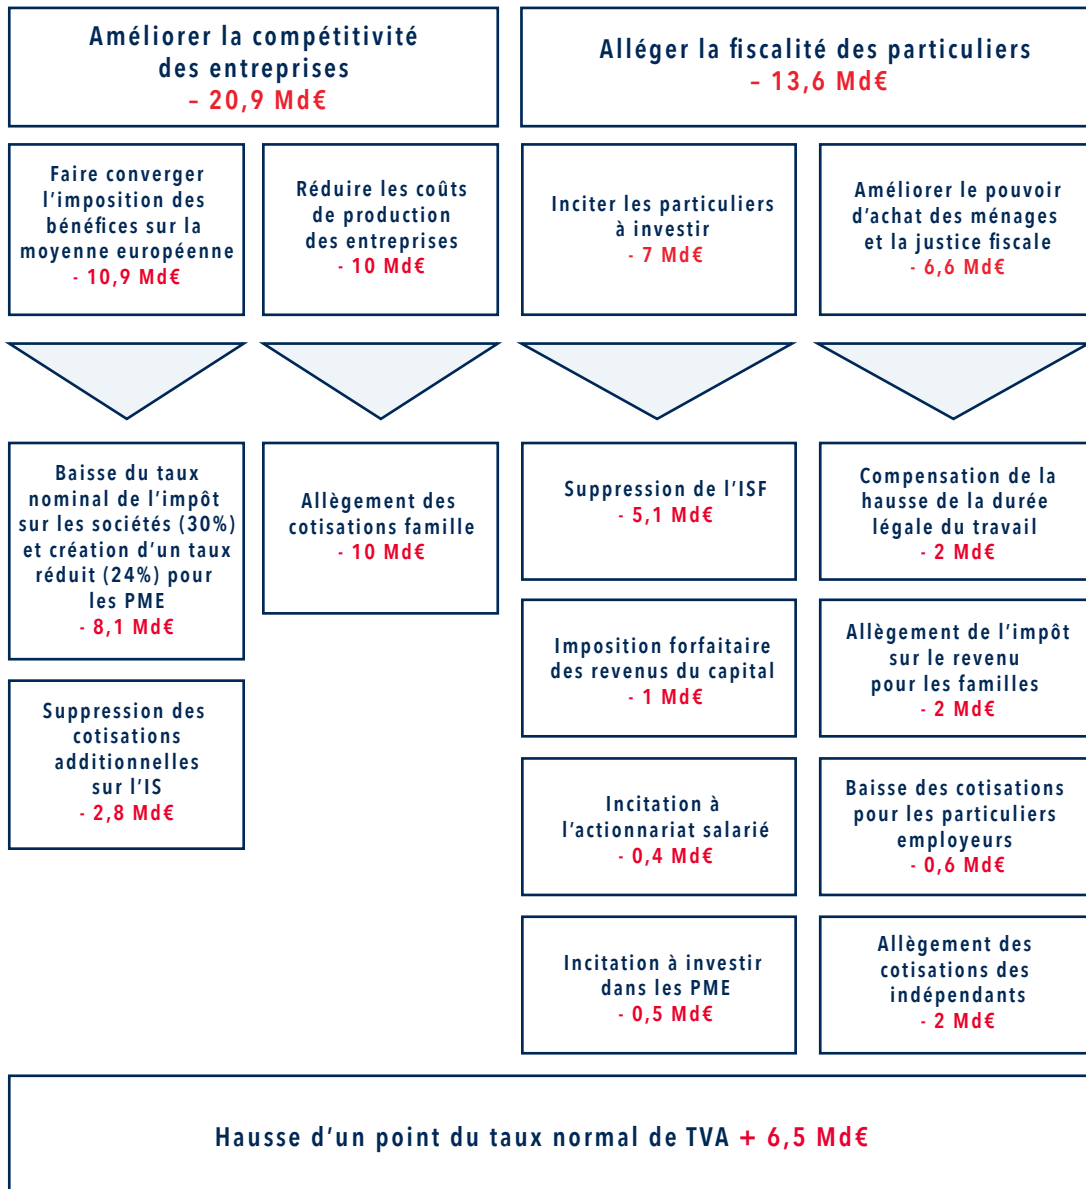 Améliorer la compétitivité
des entreprises
– 20,9 Md€
Alléger la fiscalité des particuliers
– 13,6 Md€
Faire converger
l’imposition des
bénéfices sur la
moyenne européenne
- 10,9 Md€
Réduire les coûts
de production
des entreprises
- 10 Md€
Inciter les particuliers
à investir
- 7 Md€
Améliorer le pouvoir
d’achat des ménages
et la justice fiscale
- 6,6 Md€
Baisse du taux
nominal de l’impôt
sur les sociétés (30%)
et création d’un taux
réduit (24%) pour
les PME
- 8,1 Md€
Suppression des
cotisations
additionnelles
sur l’IS
- 2,8 Md€
Allègement des
cotisations famille
- 10 Md€
Suppression de l’ISF
- 5,1 Md€
Imposition forfaitaire
des revenus du capital
- 1 Md€
Incitation à
l’actionnariat salarié
- 0,4 Md€
Incitation à investir
dans les PME
- 0,5 Md€
Compensation de la
hausse de la durée
légale du travail
- 2 Md€
Allègement de l’impôt
sur le revenu
pour les familles
- 2 Md€
Baisse des cotisations
pour les particuliers
employeurs
- 0,6 Md€
Allègement des
cotisations des
indépendants
- 2 Md€
Hausse d’un point du taux normal de TVA + 6,5 Md€